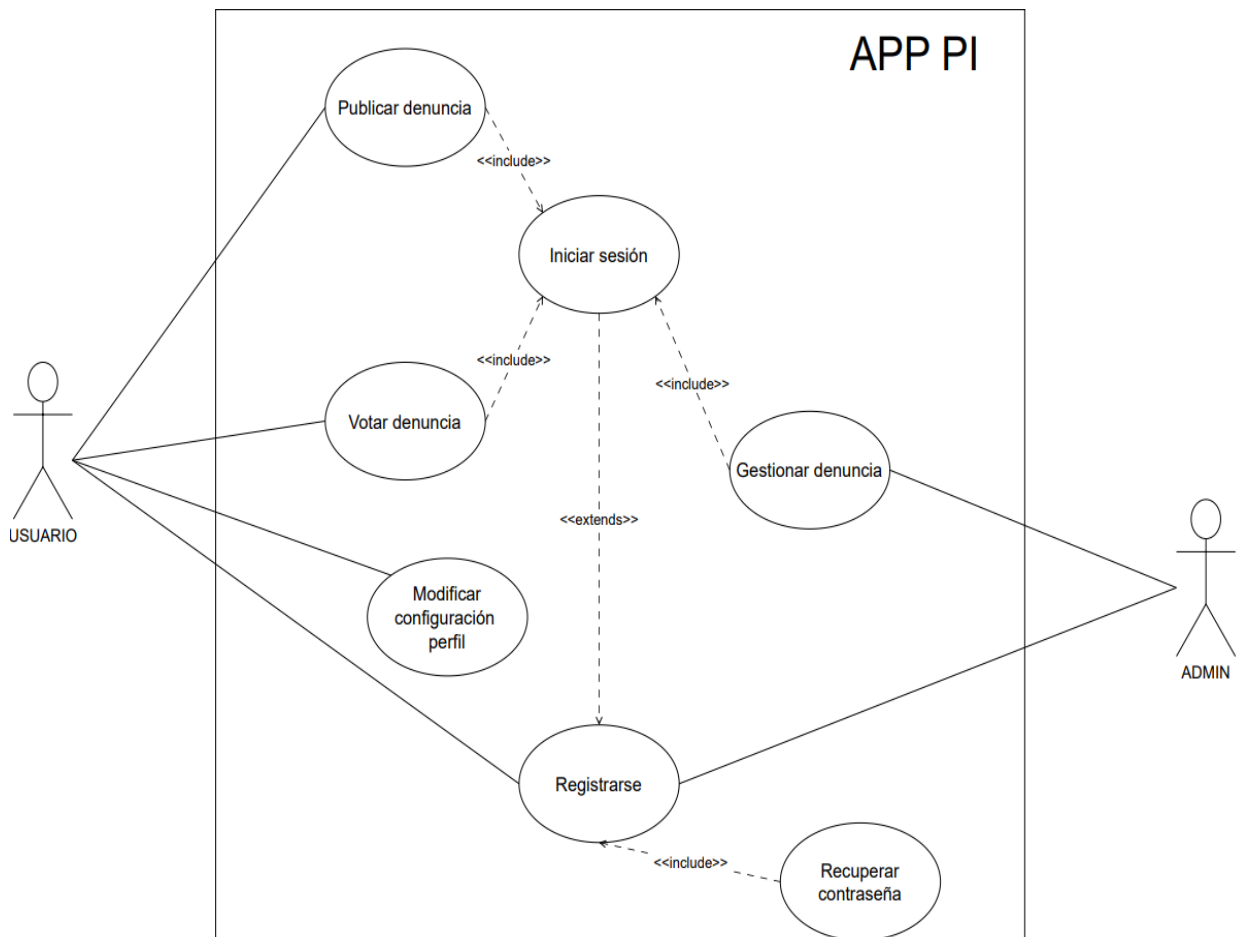 APP PI
Publicar denuncia
<<include>>
Iniciar sesión
<<include>>
<<include>>
Votar denuncia
Gestionar denuncia
<<extends>>
USUARIO
Modificar
configuración
perfil
ADMIN
Registrarse
<<include>>
Recuperar
contraseña